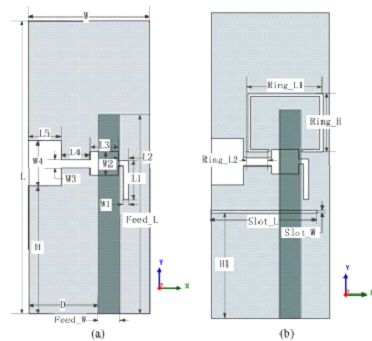 W
Ring_L1
L5
L3
L4
W2
L2
Ring_H
L
W4
L1
Ring_L2
W3
W1
Feed_L
Slot_L
Slot_W
H
H1
Y
X
Y
D
Feed_W
(a)
(b)